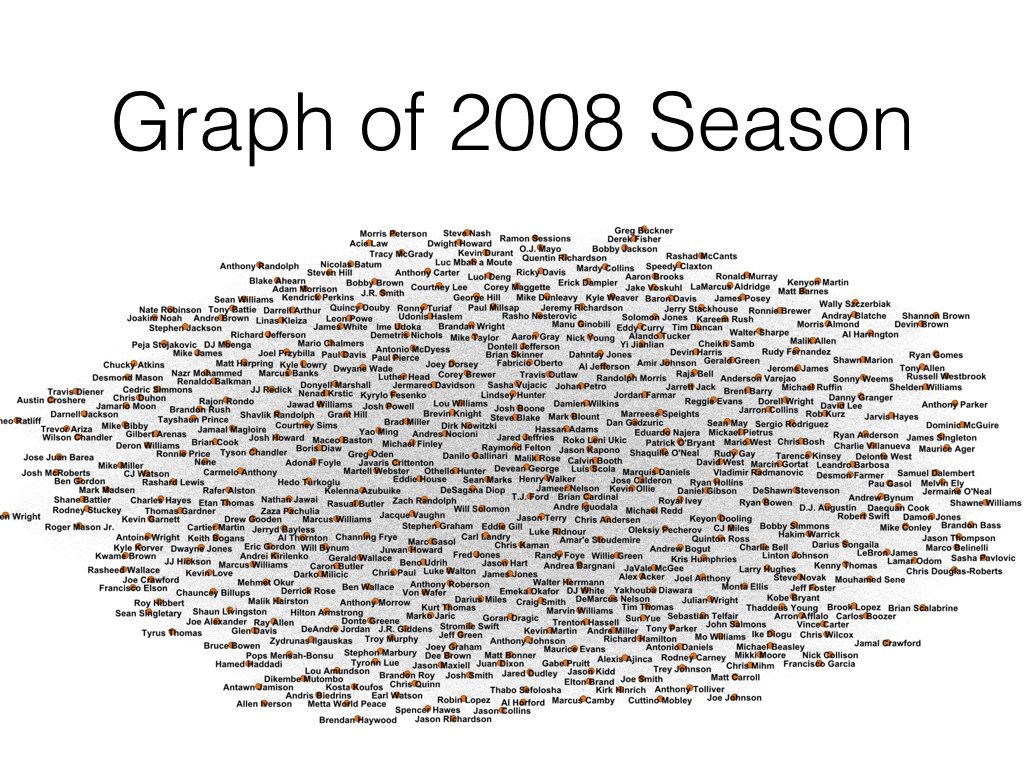 Graph of 2008 Season
Greg Buckner
Morris Peterson Steve Nash
Ramon Sessions Derek Fisher
Acie Law Dwight Howard
O.J. Mayo Bobby Jackson
Tracy McGrady Kevin Durant
Quentin Richardson Rashad McCants
Luc Mbah a Moute
Anthony Randolph Nicolas Batum Mardy Collins Speedy Claxton
Steven Hill Anthony Carter Luol Deng Ricky Davis Aaron Brooks Ronald Murray
Blake Ahearn Bobby Brown Erick Dampier Kenyon Martin
Adam Morrison Courtney Lee Corey Maggette Jake Voskuhl LaMarcus Aldridge Matt Barnes
Sean Williams Kendrick Perkins J.R. Smith George Hill Mike Dunleavy Kyle Weaver Baron Davis James Posey
Nate Robinson Tony Battie Darrell Arthur Quincy Douby Ronny Turiaf Paul Millsap Jeremy Richardson Jerry Stackhouse Ronnie Brewer Wally Szczerbiak
Joakim Noah Andre Brown Linas Kleiza Leon Powe Udonis Haslem Rasho Nesterovic Solomon Jones Kareem Rush Andray Blatche Shannon Brown
Stephen Jackson James White Ime Udoka Brandan Wright Manu Ginobili Eddy Curry Tim Duncan Morris Almond Devin Brown
Richard Jefferson Demetris Nichols Mike Taylor Aaron Gray Nick Young Alando Tucker Walter Sharpe Al Harrington
Peja Stojakovic DJ Mbenga Mario Chalmers Dontell Jefferson Yi Jianlian Cheikh Samb Malik Allen
Mike James Joel Przybilla Paul Davis Antonio McDyess Brian Skinner Dahntay Jones Devin Harris Rudy Fernandez Ryan Gomes
Chucky Atkins Matt Harpring Kyle Lowry Paul Pierce Joey Dorsey Fabricio Oberto Al Jefferson Amir Johnson Gerald Green Shawn Marion Tony Allen
Desmond Mason Nazr Mohammed Marcus Banks Dwyane Wade Luther Head Corey Brewer Travis Outlaw Randolph Morris Raja Bell Jerome James Russell Westbrook
Renaldo Balkman Donyell Marshall Jermareo Davidson Sasha Vujacic Johan Petro Jarrett Jack Anderson Varejao Sonny Weems Shelden Williams
Travis Diener Cedric Simmons JJ Redick Nenad Krstic Kyrylo Fesenko Lindsey Hunter Jordan Farmar Brent Barry Michael Ruffin
Austin Croshere Chris Duhon Rajon Rondo Jawad Williams Josh Powell Lou Williams Damien Wilkins Reggie Evans Dorell Wright Danny Granger Anthony Parker
Jamario Moon Brandon Rush Josh Boone Marreese Speights Jarron Collins David Lee
Darnell Jackson Tayshaun Prince Shavlik Randolph Grant Hill Brevin Knight Steve Blake Mark Blount Rob Kurz Jarvis Hayes
Trevor Ariza Mike Bibby Jamaal Magloire Courtney Sims Brad Miller Dirk Nowitzki Dan Gadzuric Sean May Sergio Rodriguez Dominic McGuire
Wilson Chandler Gilbert Arenas Josh Howard Yao Ming Andres Nocioni Hassan Adams Eduardo Najera Mickael Pietrus Ryan Anderson James Singleton
Deron Williams Brian Cook Maceo Baston Michael Finley Jared Jeffries Roko Leni Ukic Patrick O'Bryant Mario West Chris Bosh Charlie Villanueva Maurice Ager
Jose Juan Barea Ronnie Price Tyson Chandler Boris Diaw Greg Oden Raymond Felton Jason Kapono Shaquille O'Neal Rudy Gay Tarence Kinsey Delonte West
Mike Miller Nene Adonal Foyle Javaris Crittenton Danilo Gallinari Malik Rose Calvin Booth David West Marcin Gortat Leandro Barbosa
Josh McRoberts CJ Watson Carmelo Anthony Martell Webster Othello Hunter Devean George Luis Scola Marquis Daniels Vladimir Radmanovic Desmon Farmer Samuel Dalembert
Ben Gordon Rashard Lewis Hedo Turkoglu Eddie House Sean Marks Henry Walker Jose Calderon Ryan Hollins Pau Gasol Melvin Ely
Mark Madsen Rafer Alston Kelenna Azubuike DeSagana Diop Jameer Nelson Kevin Ollie Daniel Gibson DeShawn Stevenson Jermaine O'Neal
Shane Battier Charles Hayes Etan Thomas Nathan Jawai Rasual Butler Zach Randolph T.J. Ford Brian Cardinal Royal Ivey Ryan Bowen Andrew Bynum Shawne Williams
Rodney Stuckey Thomas Gardner Zaza Pachulia Jacque Vaughn Will Solomon Andre Iguodala Michael Redd D.J. Augustin Daequan Cook
Kevin Garnett Drew Gooden Marcus Williams Jason Terry Chris Andersen Keyon Dooling Robert Swift Damon Jones
Roger Mason Jr. Cartier Martin Jerryd Bayless Stephen Graham Eddie Gill Luke Ridnour Oleksiy Pecherov CJ Miles Bobby Simmons Mike Conley Brandon Bass
Antoine Wright Keith Bogans Al Thornton Channing Frye Carl Landry Amar'e Stoudemire Quinton Ross Hakim Warrick Jason Thompson
Kyle Korver Dwayne Jones Eric Gordon Will Bynum Marc Gasol Chris Kaman Andrew Bogut Charlie Bell Darius Songaila Marco Belinelli
Kwame Brown Andrei Kirilenko Gerald Wallace Juwan Howard Fred Jones Randy Foye Willie Green Kris Humphries Linton Johnson LeBron James Sasha Pavlovic
JJ Hickson Marcus Williams Caron Butler Beno Udrih Jason Hart Andrea Bargnani JaVale McGee Larry Hughes Kenny Thomas Lamar Odom
Rasheed Wallace Kevin Love Darko Milicic Chris Paul Luke Walton James Jones Alex Acker Joel Anthony Steve Novak Mouhamed Sene Chris Douglas-Roberts
Joe Crawford Mehmet Okur Ben Wallace Anthony Roberson Walter Herrmann Monta Ellis Jeff Foster
Francisco Elson Chauncey Billups Derrick Rose Von Wafer Emeka Okafor DJ White Yakhouba Diawara Kobe Bryant
Roy Hibbert Malik Hairston Anthony Morrow Darius Miles Craig Smith DeMarcus Nelson Julian Wright Thaddeus Young Brook Lopez Brian Scalabrine
Sean Singletary Shaun Livingston Hilton Armstrong Marko Jaric Kurt Thomas Marvin Williams Tim Thomas Sebastian Telfair Arron Afflalo Carlos Boozer
Joe Alexander Ray Allen Donte Greene Goran Dragic Trenton Hassell Sun Yue John Salmons Vince Carter
Tyrus Thomas Glen Davis DeAndre Jordan J.R. Giddens Stromile Swift Kevin Martin Andre Miller Tony Parker Mo Williams Ike Diogu Chris Wilcox
Zydrunas Ilgauskas Troy Murphy Jeff Green Anthony Johnson Richard Hamilton Jamal Crawford
Bruce Bowen Stephon Marbury Joey Graham Maurice Evans Antonio Daniels Michael Beasley
Pops Mensah-Bonsu Dee Brown Matt Bonner Alexis Ajinca Rodney Carney Mikki Moore Nick Collison
Hamed Haddadi Tyronn Lue Jason Maxiell Juan Dixon Gabe Pruitt Chris Mihm Francisco Garcia
Lou Amundson Brandon Roy Josh Smith Jared Dudley Jason Kidd Trey Johnson
Dikembe Mutombo Chris Quinn Elton Brand Joe Smith Matt Carroll
Antawn Jamison Kosta Koufos Thabo Sefolosha Kirk Hinrich Anthony Tolliver
Andris Biedrins Earl Watson Robin Lopez Al Horford Marcus Camby Cuttino Mobley Joe Johnson
Allen Iverson Metta World Peace Spencer Hawes Jason Collins
Brendan Haywood Jason Richardson